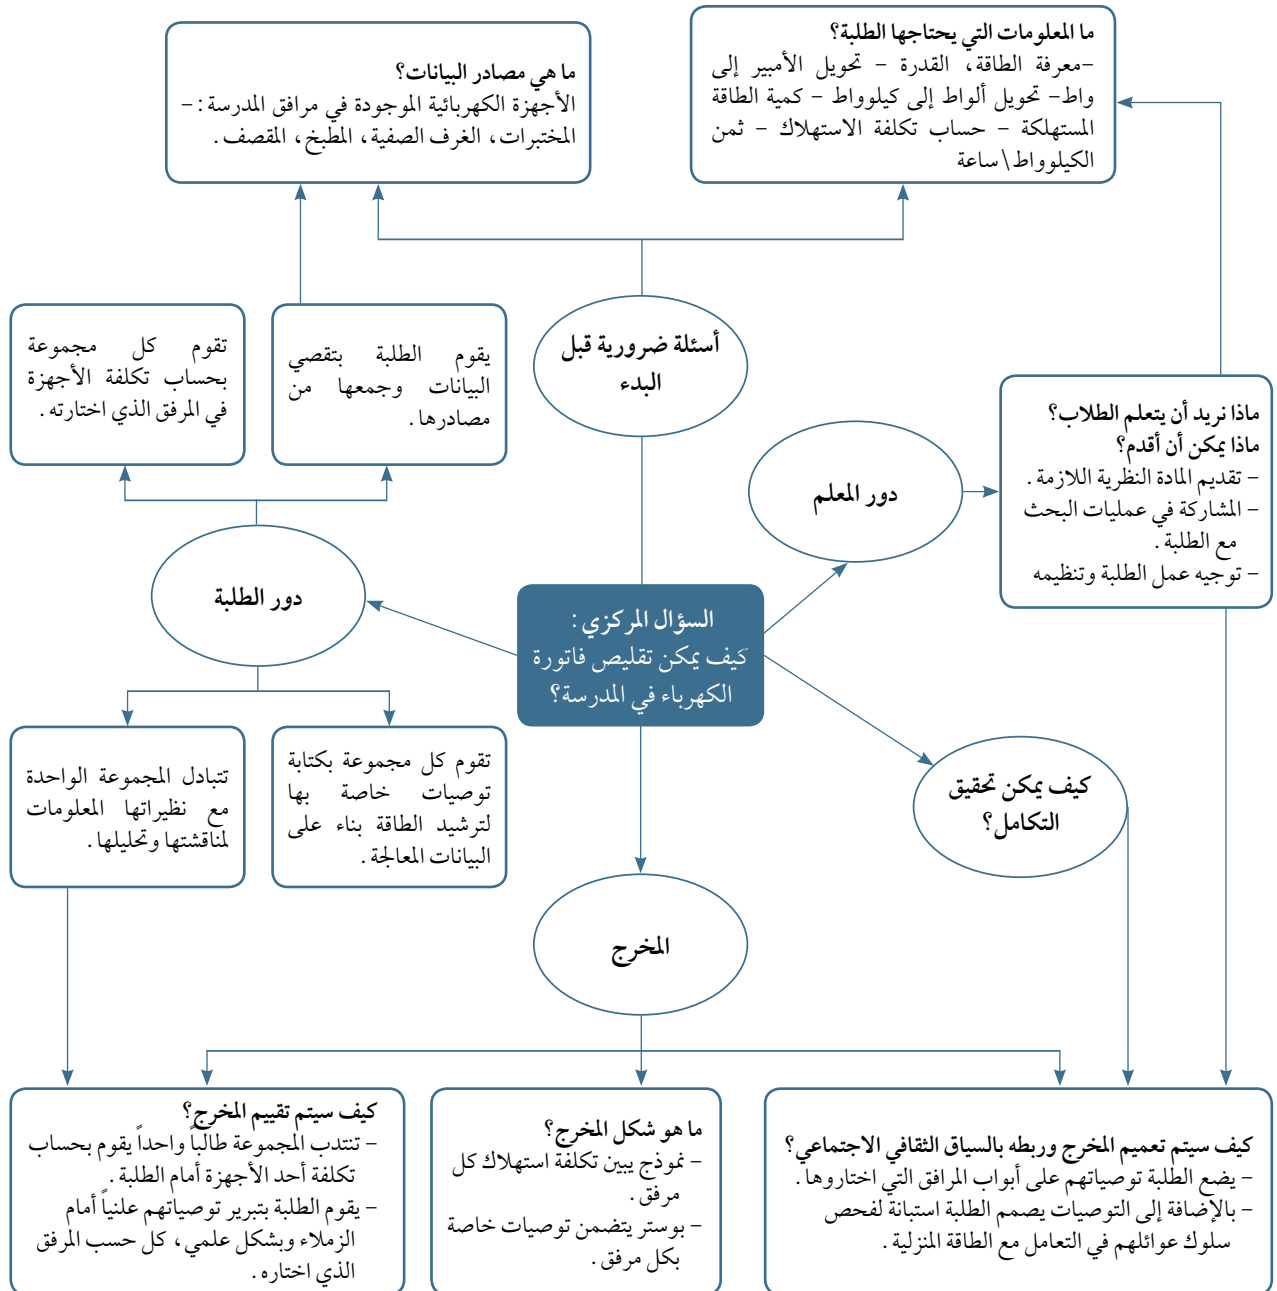 ما المعلومات التي يحتاجها الطلبة؟
-معرفة الطاقة، القدرة - تحويل الأمبير إلى
واط- تحويل ألواط إلى كيلوواط - كمية الطاقة
المستهلكة - حساب تكلفة الاستهلاك - ثمن
الكيلوواط\ساعة
ما هي مصادر البيانات؟
الأجهزة الكهربائية الموجودة في مرافق المدرسة: -
المختبرات، الغرف الصفية، المطبخ، المقصف.
أسئلة ضرورية قبل
البدء
يقوم الطلبة بتقصي
البيانات وجمعها من
مصادرها.
تقوم كل مجموعة
بحساب تكلفة الأجهزة
في المرفق الذي اختارته.
ماذا نريد أن يتعلم الطلاب؟
ماذا يمكن أن أقدم؟
- تقديم المادة النظرية اللازمة.
- المشاركة في عمليات البحث
مع الطلبة.
- توجيه عمل الطلبة وتنظيمه
دور المعلم
دور الطلبة
السؤال المركزي:
كيف يمكن تقليص فاتورة
الكهرباء في المدرسة؟
كيف يمكن تحقيق
التكامل؟
تقوم كل مجموعة بكتابة
توصيات خاصة بها
لترشيد الطاقة بناء على
البيانات المعالجة.
تتبادل المجموعة الواحدة
مع نظيراتها المعلومات
لمناقشتها وتحليلها.
المخرج
كيف سيتم تعميم المخرج وربطه بالسياق الثقافي الاجتماعي؟
- يضع الطلبة توصياتهم على أبواب المرافق التي اختاروها.
- بالإضافة إلى التوصيات يصمم الطلبة استبانة لفحص
سلوك عوائلهم في التعامل مع الطاقة المنزلية.
ما هو شكل المخرج؟
- نموذج يبين تكلفة استهلاك كل
مرفق.
- بوستر يتضمن توصيات خاصة
بكل مرفق.
كيف سيتم تقييم المخرج؟
- تنتدب المجموعة طالباً واحداً يقوم بحساب
تكلفة أحد الأجهزة أمام الطلبة.
- يقوم الطلبة بتبرير توصياتهم علنياً أمام
الزملاء وبشكل علمي، كل حسب المرفق
الذي اختاره.